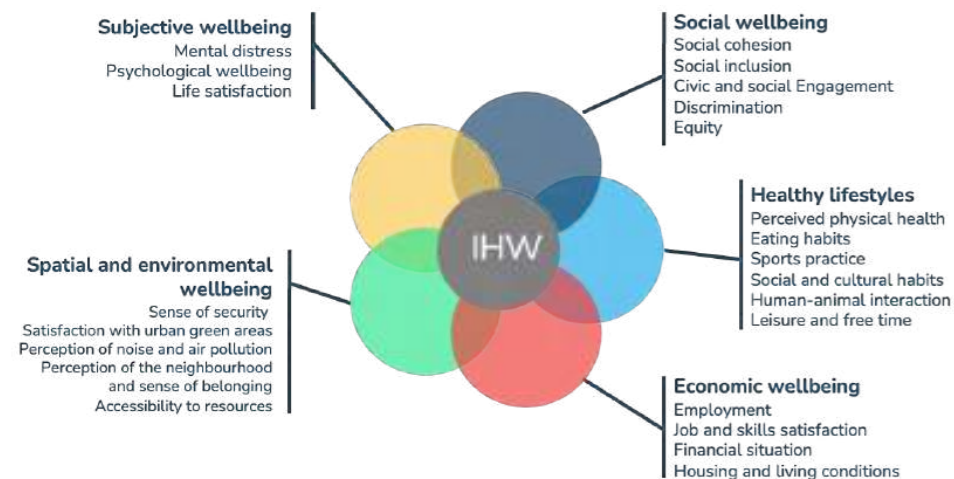 Subjective wellbeing
Mental distress
Psychological wellbeing
Life satisfaction
Social wellbeing
Social cohesion
Social inclusion
Civic and social Engagement
Discrimination
Equity
IHW
Healthy lifestyles
Perceived physical health
Eating habits
Sports practice
Social and cultural habits
Human-animal interaction
Leisure and free time
Spatial and environmental
wellbeing
Sense of security
Satisfaction with urban green areas
Perception of noise and air pollution
Perception of the neighbourhood
and sense of belonging
Accessibility to resources
Economic wellbeing
Employment
Job and skills satisfaction
Financial situation
Housing and living conditions